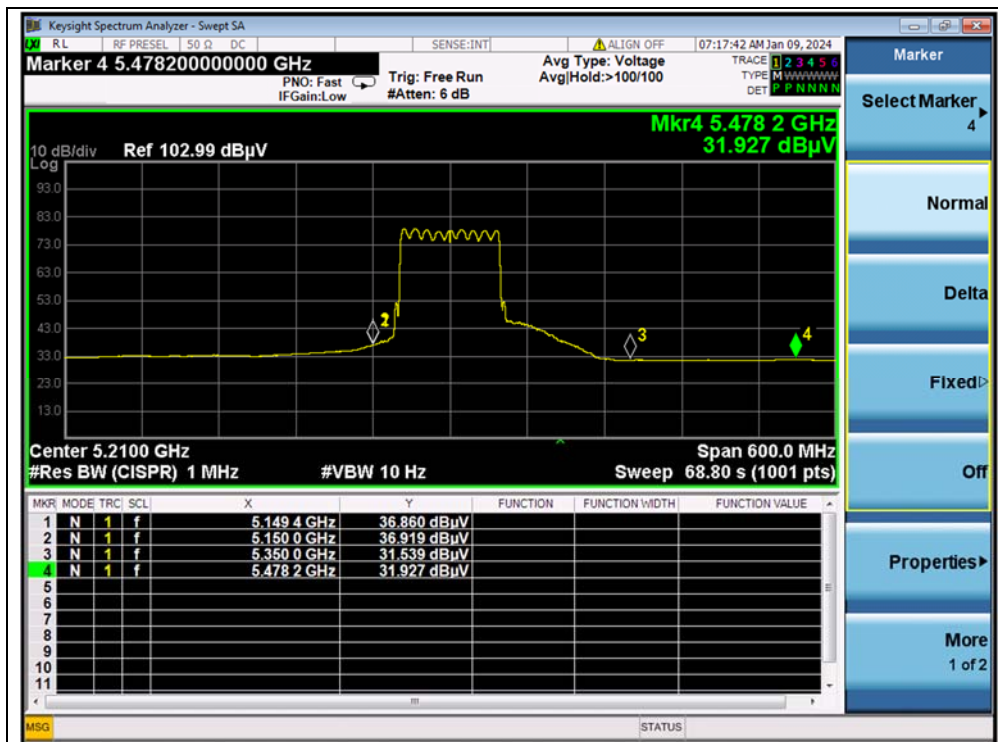 Keysight Spectrum Analyzer - Swept SA
LXI RL RF PRESEL 50 Ω DC SENSE:INT ALIGN OFF 07:17:42 AM Jan 09, 2024
Marker 4 5.478200000000 GHz
PNO: Fast
IFGain:Low
Trig: Free Run
#Atten: 6 dB
Avg Type: Voltage
Avg|Hold:>100/100
TRACE 1 2 3 4 5 6
TYPE M WWWWW
DET P P N N N N
Mkr4 5.478 2 GHz
31.927 dBµV
10 dB/div Ref 102.99 dBµV
Log
93.0
83.0
73.0
63.0
53.0
43.0
33.0
23.0
13.0
2
3
4
Center 5.2100 GHz Span 600.0 MHz
#Res BW (CISPR) 1 MHz #VBW 10 Hz Sweep 68.80 s (1001 pts)
MKR MODE TRC SCL X Y FUNCTION FUNCTION WIDTH FUNCTION VALUE
1 N 1 f 5.149 4 GHz 36.860 dBµV
2 N 1 f 5.150 0 GHz 36.919 dBµV
3 N 1 f 5.350 0 GHz 31.539 dBµV
4 N 1 f 5.478 2 GHz 31.927 dBµV
5
6
7
8
9
10
11
MSG STATUS
Marker
Select Marker
4
Normal
Delta
Fixed
Off
Properties
More
1 of 2